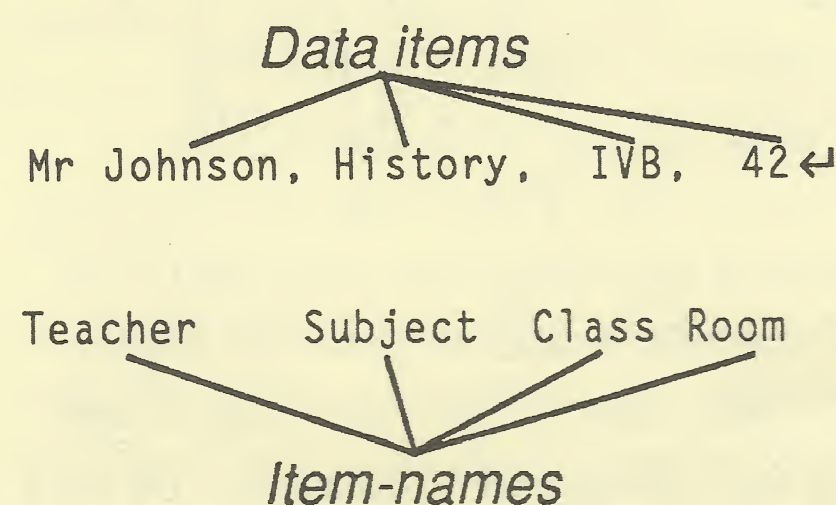 Data items
Mr Johnson, History, IVB, 42↵
Teacher Subject Class Room
Item-names